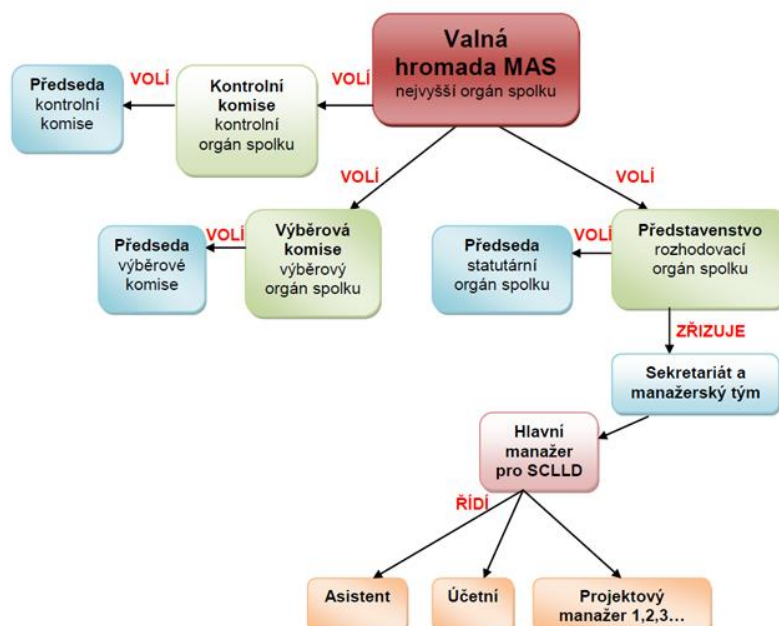 Valná
hromada MAS
nejvyšší orgán spolku
VOLÍ
VOLÍ
Předseda
kontrolní
komise
Kontrolní
komise
kontrolní
orgán spolku
VOLÍ
VOLÍ
Předseda
výběrové
komise
VOLÍ
Výběrová
komise
výběrový
orgán spolku
Předseda
statutární
orgán spolku
VOLÍ
Představenstvo
rozhodovací
orgán spolku
ZŘIZUJE
Sekretariát a
manažerský tým
Hlavní
manažer
pro SCLLD
ŘÍDÍ
Asistent
Účetní
Projektový
manažer 1,2,3...